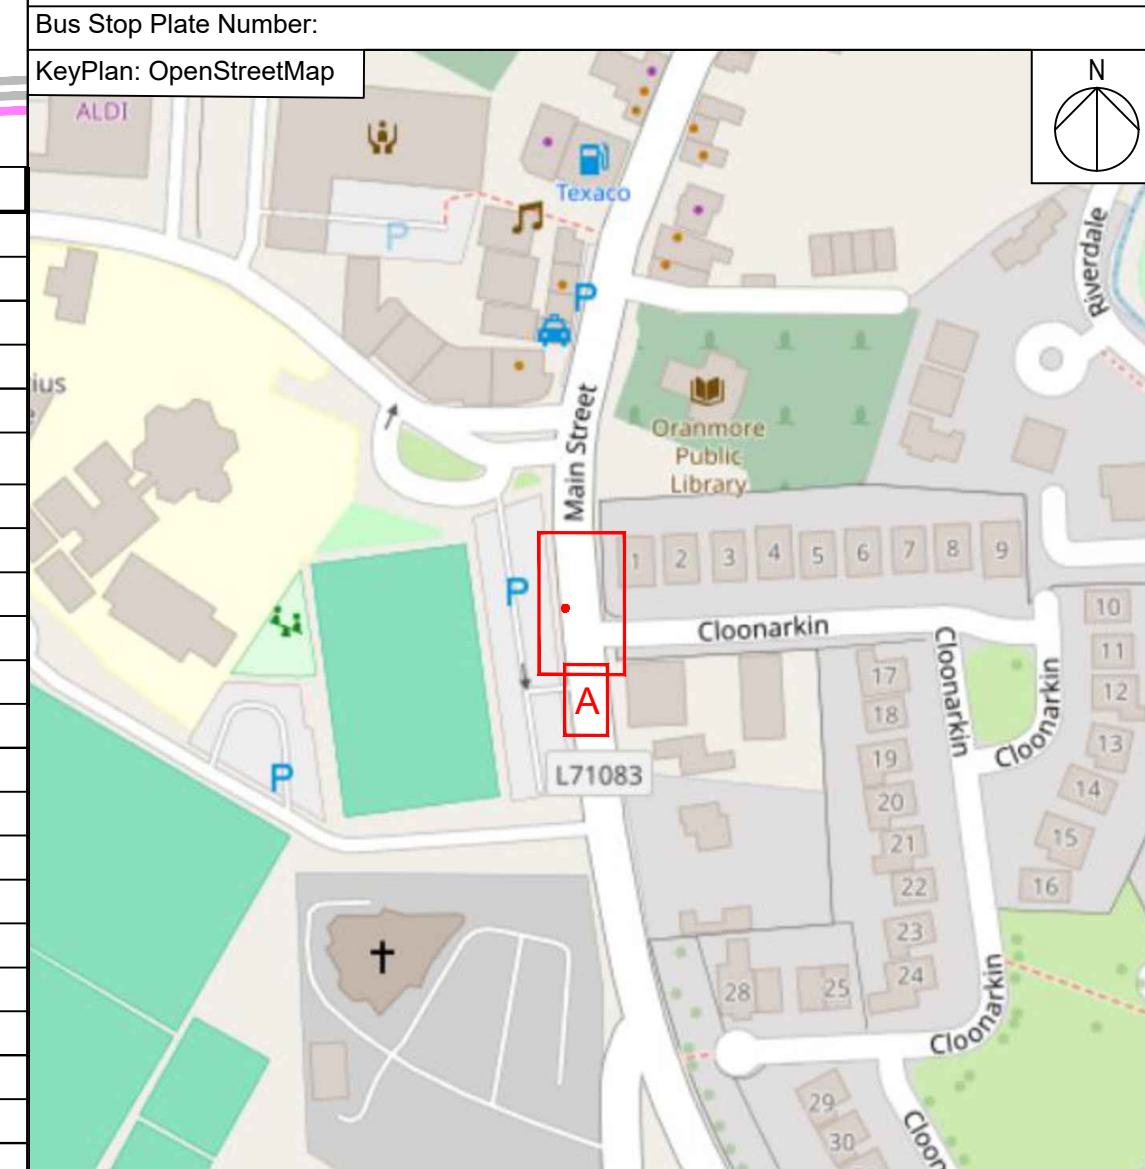 Bus Stop Plate Number:
KeyPlan: OpenStreetMap
N
ALDI
Texaco
P
Riverdale
P
ius
Main Street
Oranmore
Public
Library
1 2 3 4 5 6 7 8 9
P
10
Cloonarkin
11
17
Cloonarkin
Cloonarkin
12
A
18
13
19
P
L71083
14
20
15
21
16
22
23
24
28
25
Cloonarkin
29
30
Cloon